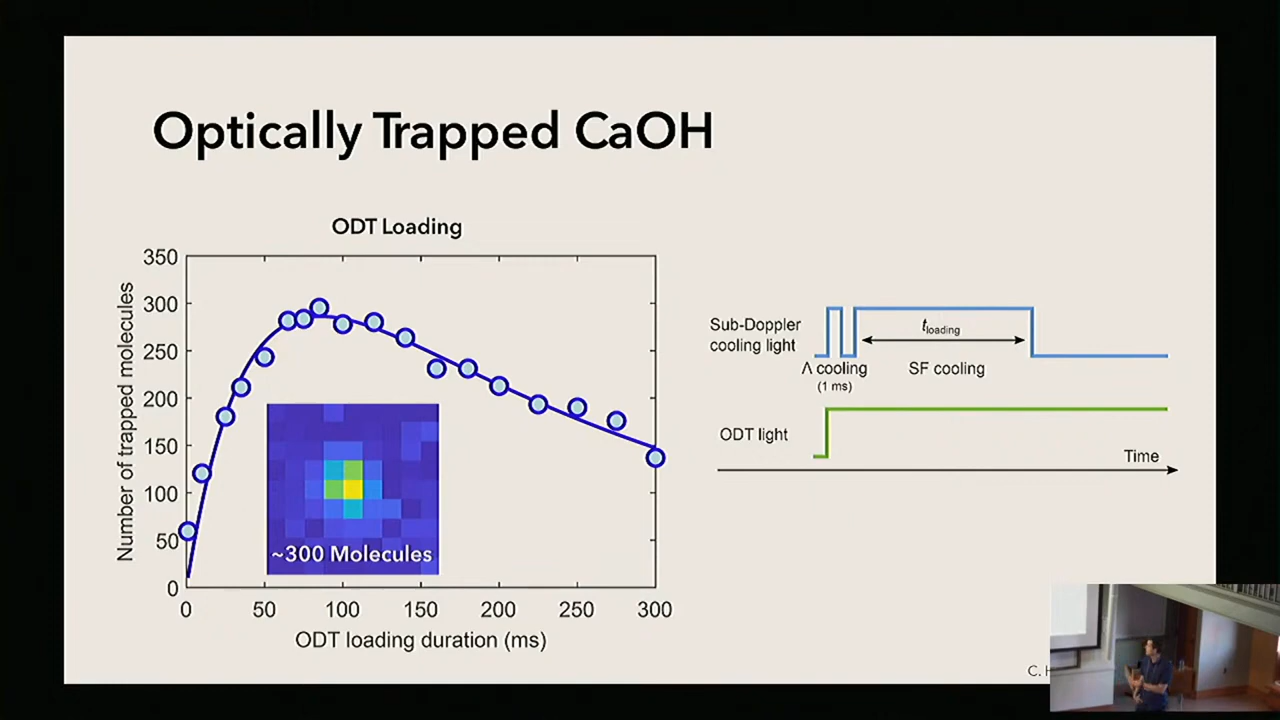 Optically Trapped CaOH
ODT Loading
Number of trapped molecules
350
300
250
200
150
100
50
0
0 50 100 150 200 250 300
ODT loading duration (ms)
~300 Molecules
Sub-Doppler
cooling light
t loading
Λ cooling
(1 ms)
SF cooling
ODT light
Time
C.